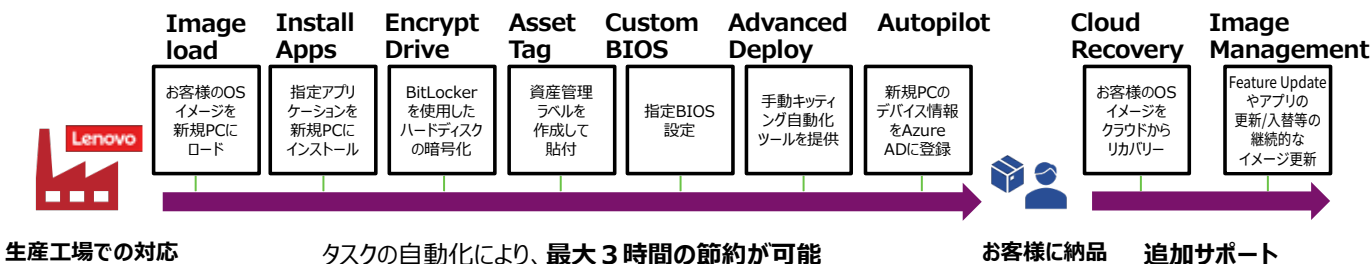 Image
load
Install
Apps
Encrypt
Drive
Asset
Tag
Custom
BIOS
Advanced
Deploy
Autopilot
Cloud
Recovery
Image
Management
お客様のOS
イメージを
新規PCに
ロード
指定アプリ
ケーションを
新規PCに
インストール
BitLocker
を使用した
ハードディスク
の暗号化
資産管理
ラベルを
作成して
貼付
指定BIOS
設定
手動キッティ
ング自動化
ツールを提供
新規PCの
デバイス情報
をAzure
ADに登録
お客様のOS
イメージを
クラウドから
リカバリー
Feature Update
やアプリの
更新/入替等の
継続的な
イメージ更新
Lenovo
生産工場での対応
タスクの自動化により、最大３時間の節約が可能
お客様に納品
追加サポート